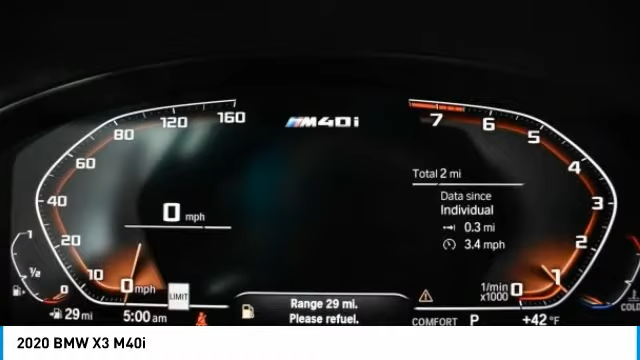 M40i
160
120
80
60
40
20
10
0 mph
0 mph
7
6
5
4
3
2
1
0
1/min
x1000
Total 2 mi
Data since
Individual
0.3 mi
3.4 mph
1
½
0
29 mi
5:00 am
LIMIT
Range 29 mi.
Please refuel.
COMFORT P +42 °F
COLD
2020 BMW X3 M40i